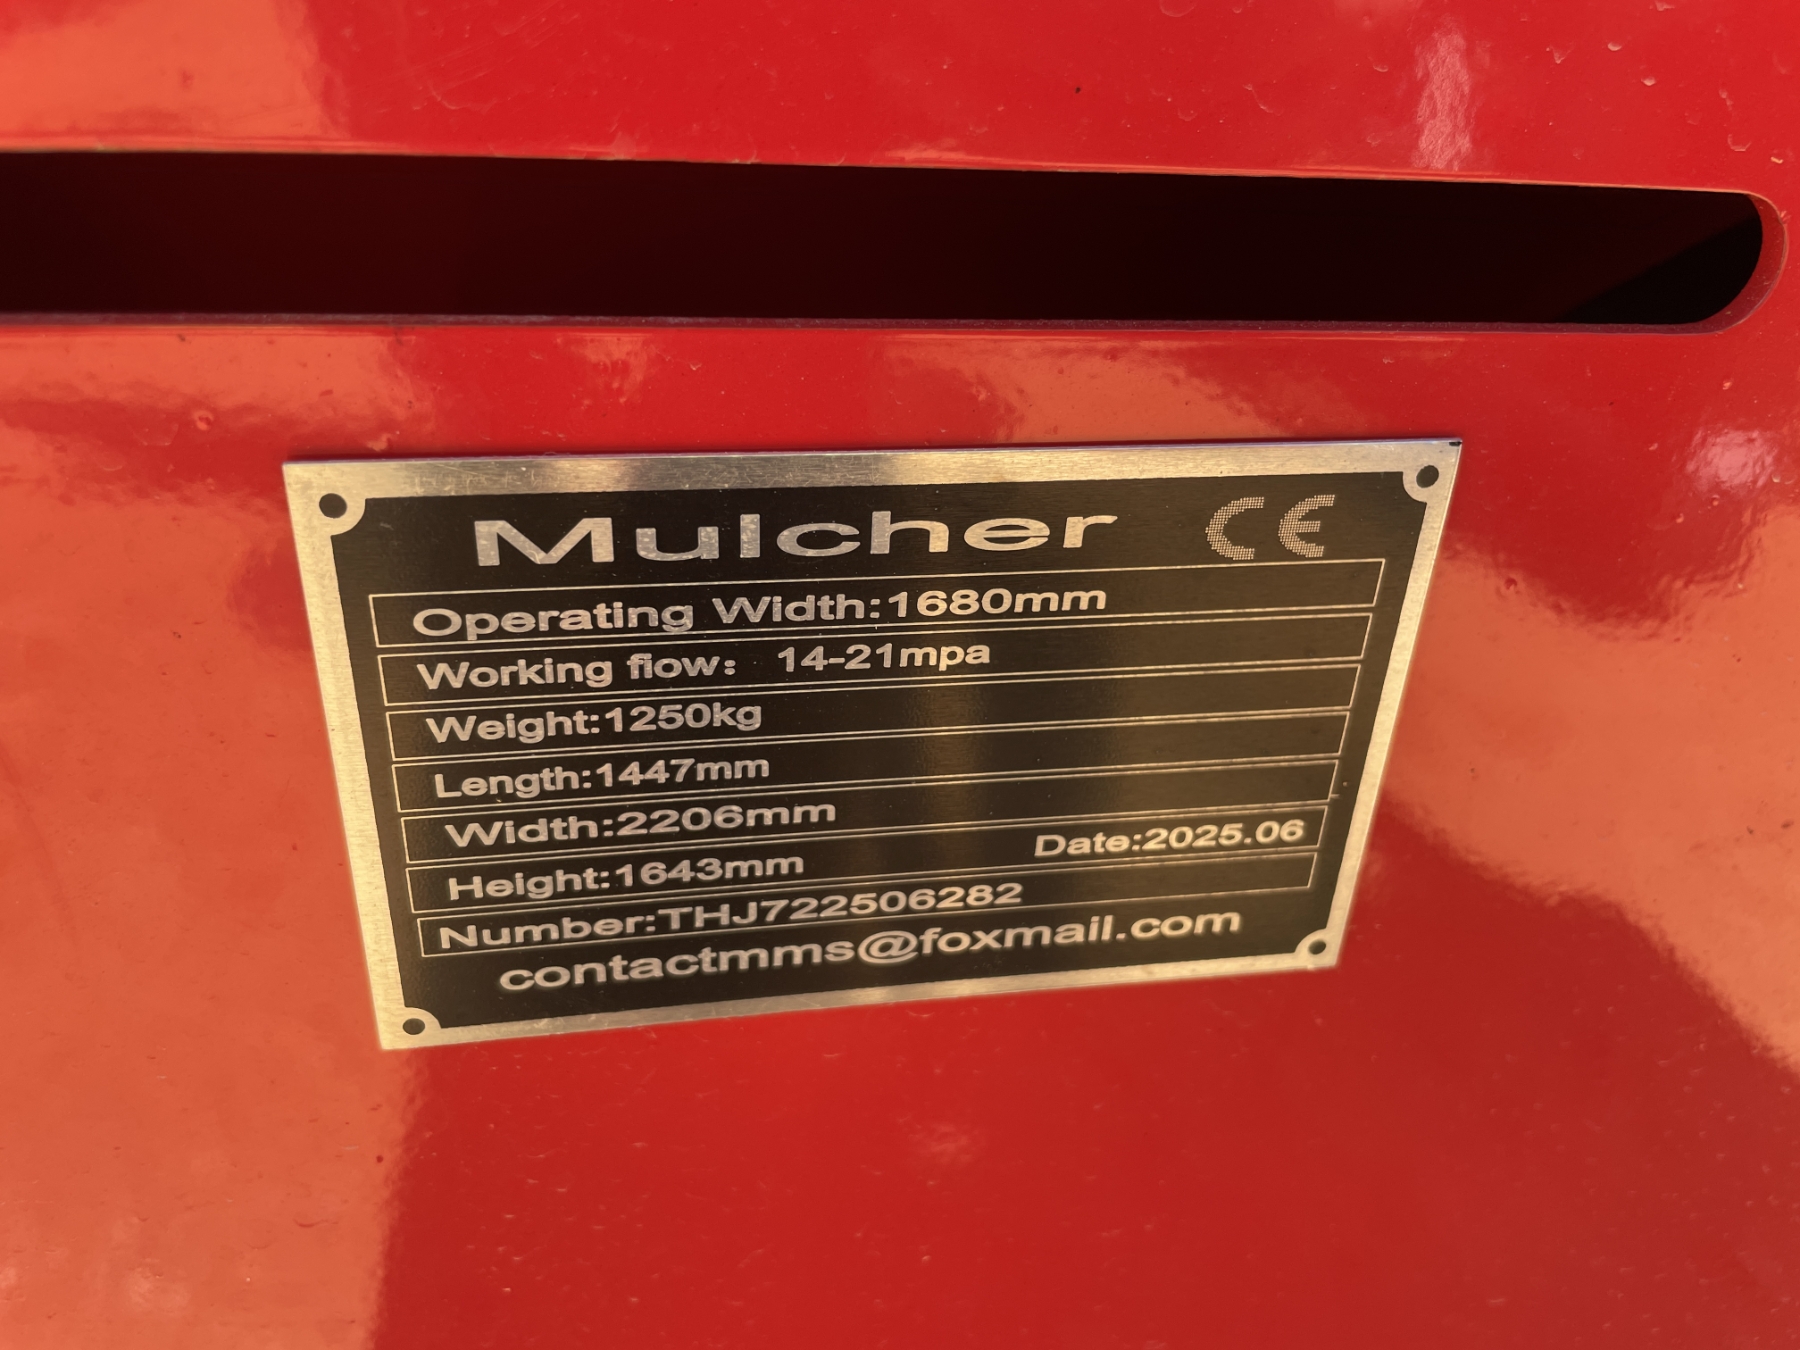 Mulcher CE
Operating Width:1680mm
Working flow: 14-21mpa
Weight:1250kg
Length:1447mm
Width:2206mm
Height:1643mm Date:2025.06
Number:THJ722506282
contactmms@foxmail.com